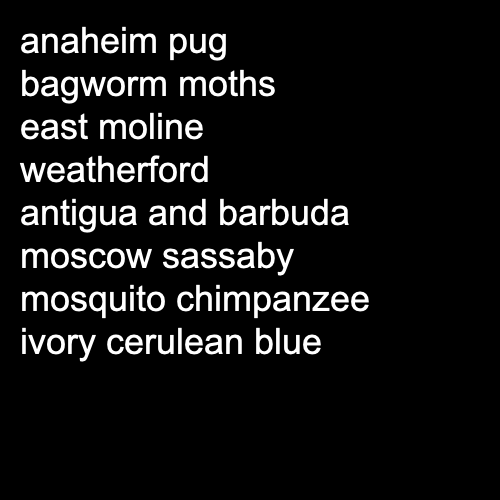 anaheim pug
bagworm moths
east moline
weatherford
antigua and barbuda
moscow sassaby
mosquito chimpanzee
ivory cerulean blue